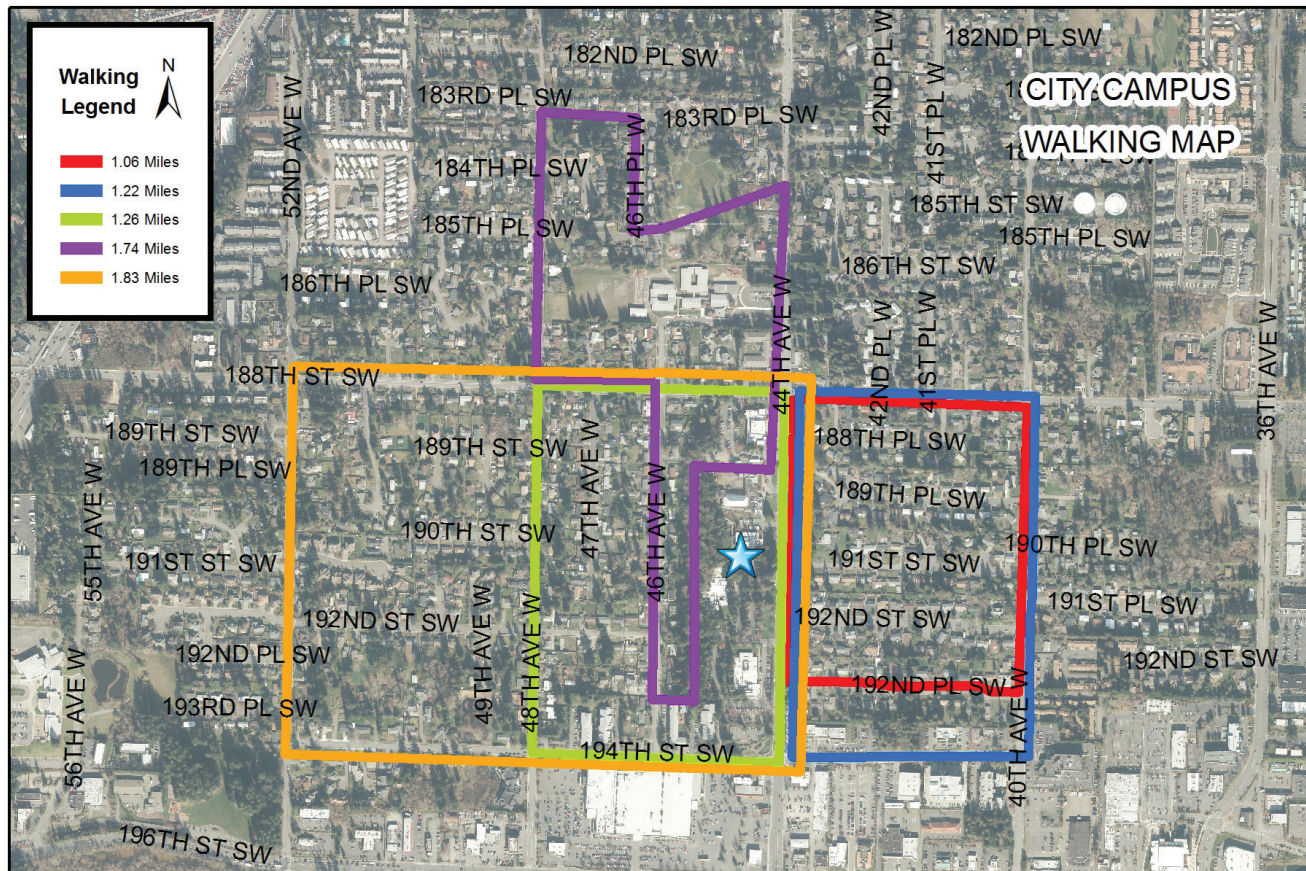 Walking
Legend
N
1.06 Miles
1.22 Miles
1.26 Miles
1.74 Miles
1.83 Miles
CITY CAMPUS
WALKING MAP
182ND PL SW
182ND PL SW
183RD PL SW
183RD PL SW
42ND PL W
41ST PL W
52ND AVE W
46TH PL W
184TH PL SW
185TH PL SW
185TH ST SW
185TH PL SW
186TH PL SW
186TH ST SW
44TH AVE W
42ND PL W
41ST PL W
36TH AVE W
188TH ST SW
188TH PL SW
189TH ST SW
189TH ST SW
189TH PL SW
189TH PL SW
47TH AVE W
46TH AVE W
55TH AVE W
190TH ST SW
190TH PL SW
191ST ST SW
191ST ST SW
191ST PL SW
192ND ST SW
192ND ST SW
192ND ST SW
49TH AVE W
48TH AVE W
192ND PL SW
192ND PL SW
56TH AVE W
193RD PL SW
40TH AVE W
194TH ST SW
196TH ST SW